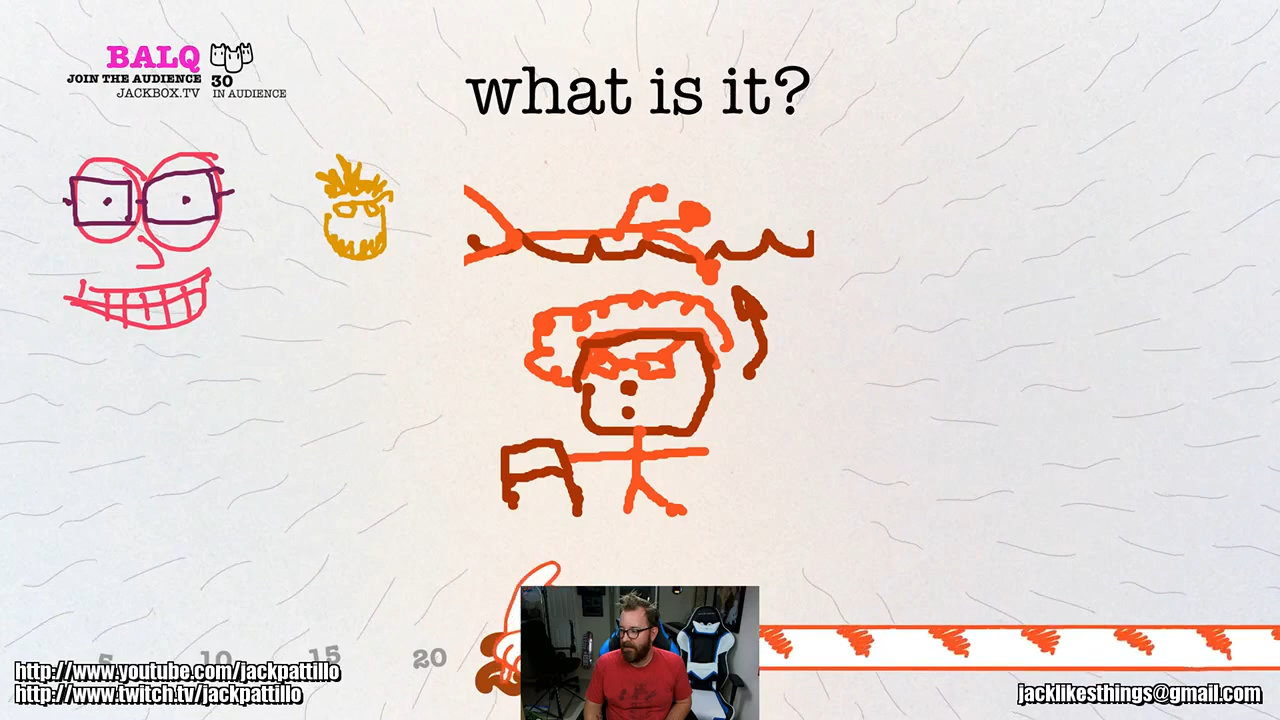 BALQ
JOIN THE AUDIENCE
JACKBOX.TV
30
IN AUDIENCE
what is it?
5 10 15 20
http://www.youtube.com/jackpattillo
http://www.twitch.tv/jackpattillo
jacklikesthings@gmail.com